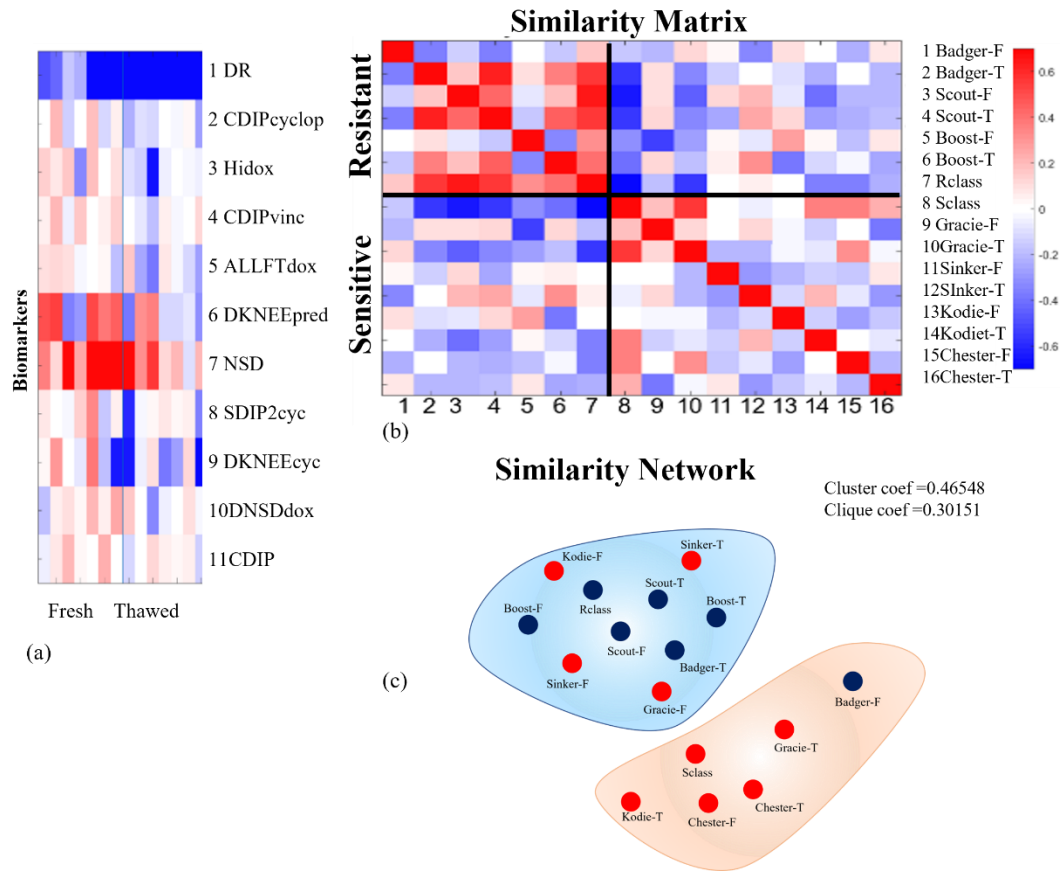 Biomarkers
1 DR
2 CDIPcyclop
3 Hidox
4 CDIPvinc
5 ALLFTdox
6 DKNEEpred
7 NSD
8 SDIP2cyc
9 DKNEEcyc
10DNSDdox
11CDIP
Fresh Thawed
(a)
Similarity Matrix
Resistant
Sensitive
1 Badger-F
2 Badger-T
3 Scout-F
4 Scout-T
5 Boost-F
6 Boost-T
7 Rclass
8 Sclass
9 Gracie-F
10Gracie-T
11Sinker-F
12SInker-T
13Kodie-F
14Kodiet-T
15Chester-F
16Chester-T
0.6
0.4
0.2
0
-0.2
-0.4
-0.6
1 2 3 4 5 6 7 8 9 10 11 12 13 14 15 16
(b)
Similarity Network
Cluster coef =0.46548
Clique coef =0.30151
Kodie-F
Sinker-T
Rclass
Scout-T
Boost-F
Boost-T
Scout-F
Badger-T
Sinker-F
Gracie-F
(c)
Badger-F
Gracie-T
Sclass
Chester-T
Kodie-T
Chester-F